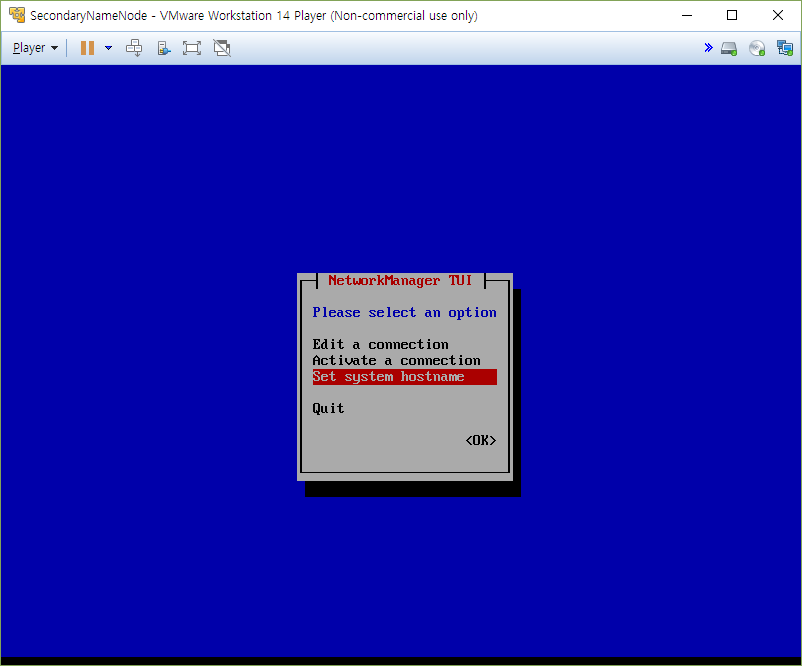 SecondaryNameNode - VMware Workstation 14 Player (Non-commercial use only)
Player
NetworkManager TUI
Please select an option
Edit a connection
Activate a connection
Set system hostname
Quit
<OK>